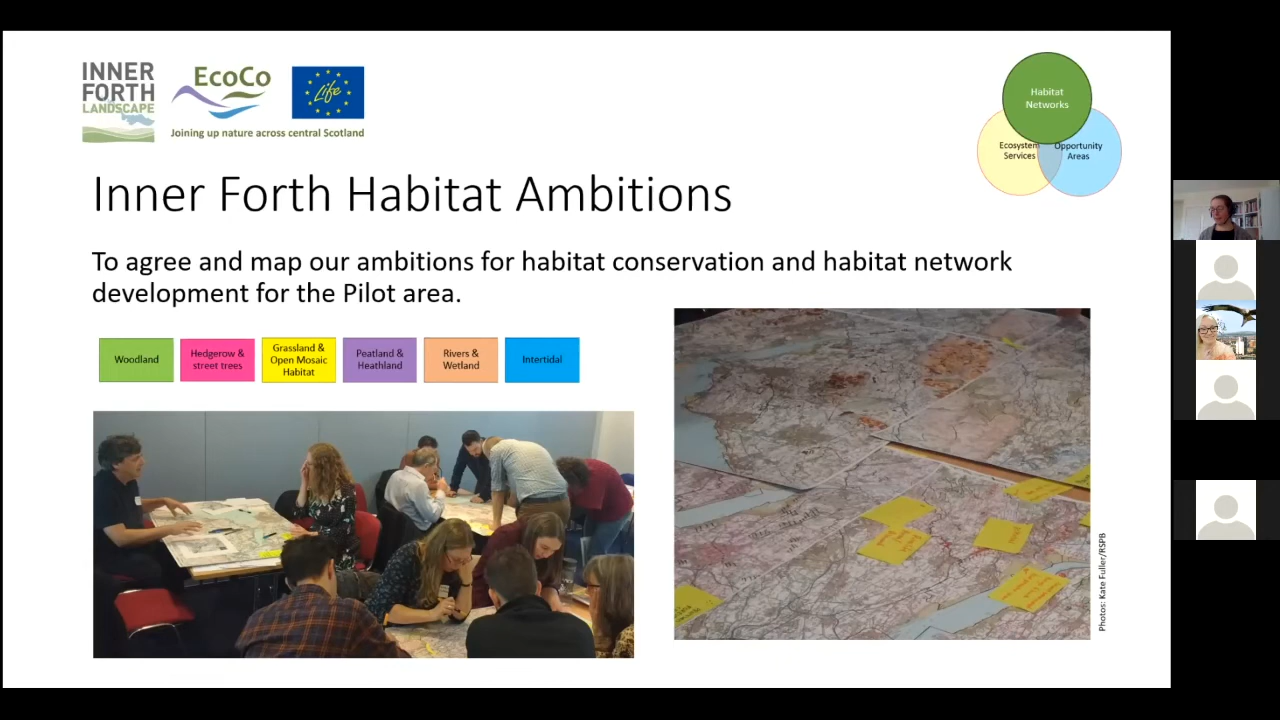 INNER
FORTH
LANDSCAPE
EcoCo
Life
Joining up nature across central Scotland
Habitat
Networks
Ecosystem
Services
Opportunity
Areas
Inner Forth Habitat Ambitions
To agree and map our ambitions for habitat conservation and habitat network
development for the Pilot area.
Woodland
Hedgerow &
street trees
Grassland &
Open Mosaic
Habitat
Peatland &
Heathland
Rivers &
Wetland
Intertidal
Photos: Kate Fuller/RSPB